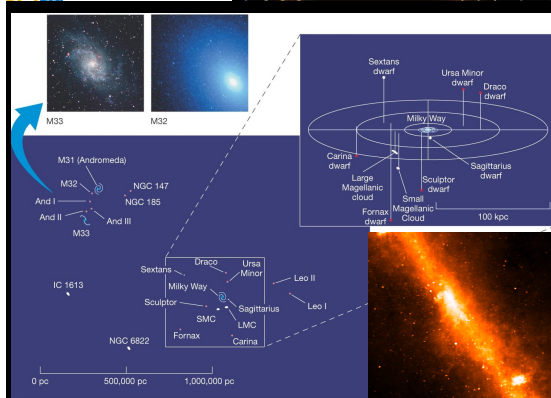 M33
M32
M31 (Andromeda)
M32
NGC 147
NGC 185
And I
And II
And III
M33
IC 1613
NGC 6822
Sextans
Draco
Ursa
Minor
Milky Way
Sculptor
Sagittarius
SMC
LMC
Fornax
Carina
Leo II
Leo I
0 pc
500,000 pc
1,000,000 pc
Sextans
dwarf
Ursa Minor
dwarf
Draco
dwarf
Milky Way
Carina
dwarf
Sagittarius
dwarf
Large
Magellanic
cloud
Sculptor
dwarf
Small
Magellanic
Cloud
Fornax
dwarf
100 kpc